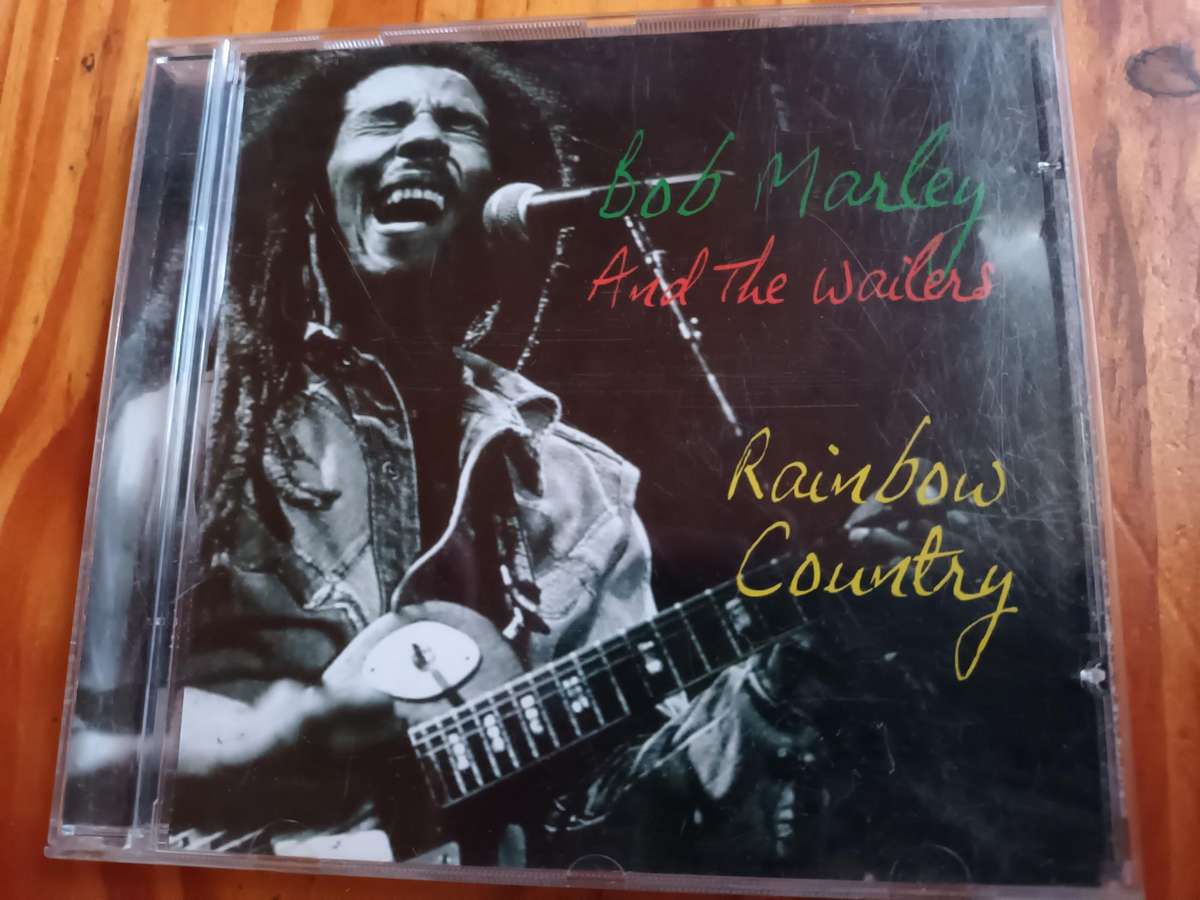 Bob Marley
And The Wailers
Rainbow
Country